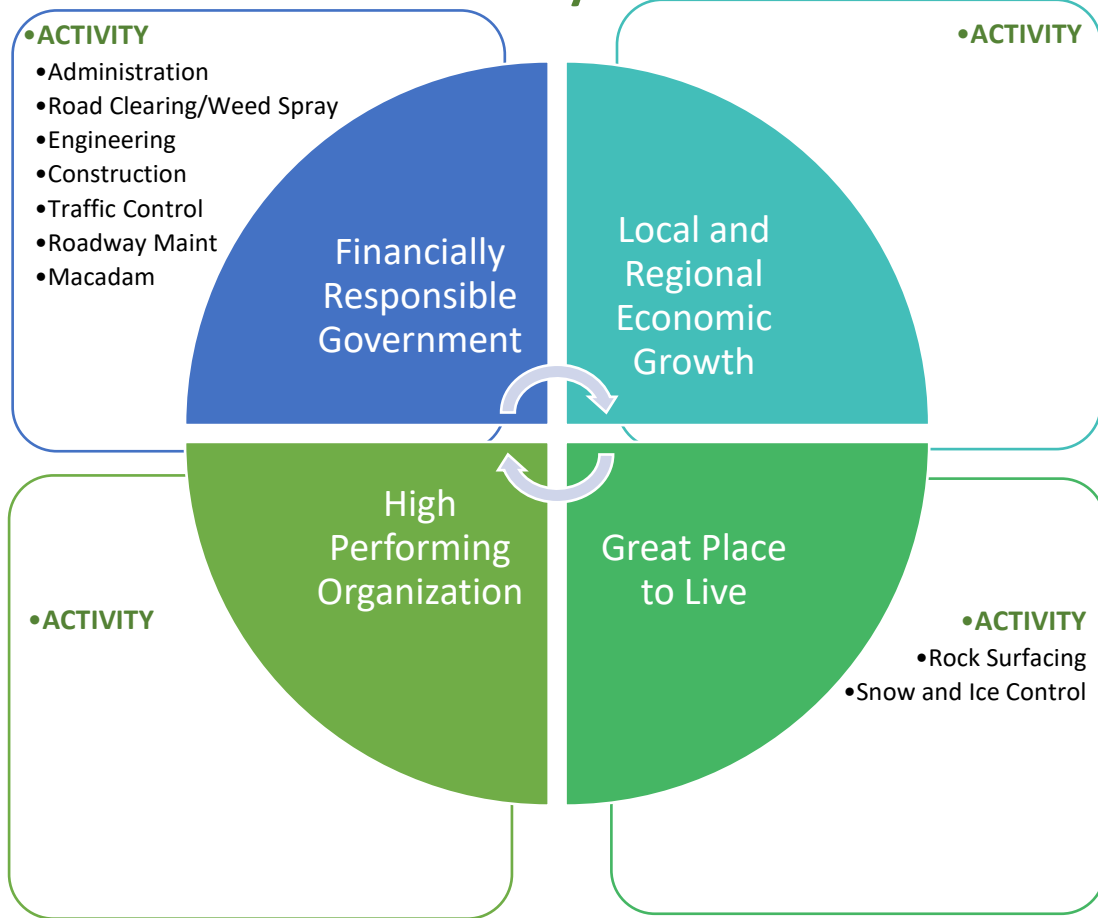 •ACTIVITY
•Administration
•Road Clearing/Weed Spray
•Engineering
•Construction
•Traffic Control
•Roadway Maint
•Macadam
Financially
Responsible
Government
•ACTIVITY
Local and
Regional
Economic
Growth
•ACTIVITY
High
Performing
Organization
Great Place
to Live
•ACTIVITY
•Rock Surfacing
•Snow and Ice Control